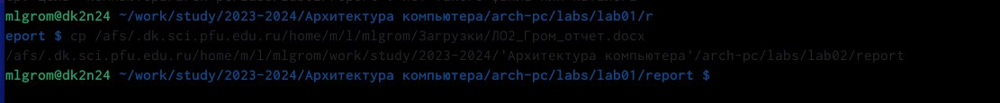 mlgrom@dk2n24 ~/work/study/2023-2024/Архитектура компьютера/arch-pc/labs/lab01/r
eport $ cp /afs/.dk.sci.pfu.edu.ru/home/m/l/mlgrom/Загрузки/ЛО2_Гром_отчет.docx
/afs/.dk.sci.pfu.edu.ru/home/m/l/mlgrom/work/study/2023-2024/'Архитектура компьютера'/arch-pc/labs/lab02/report
mlgrom@dk2n24 ~/work/study/2023-2024/Архитектура компьютера/arch-pc/labs/lab01/report $